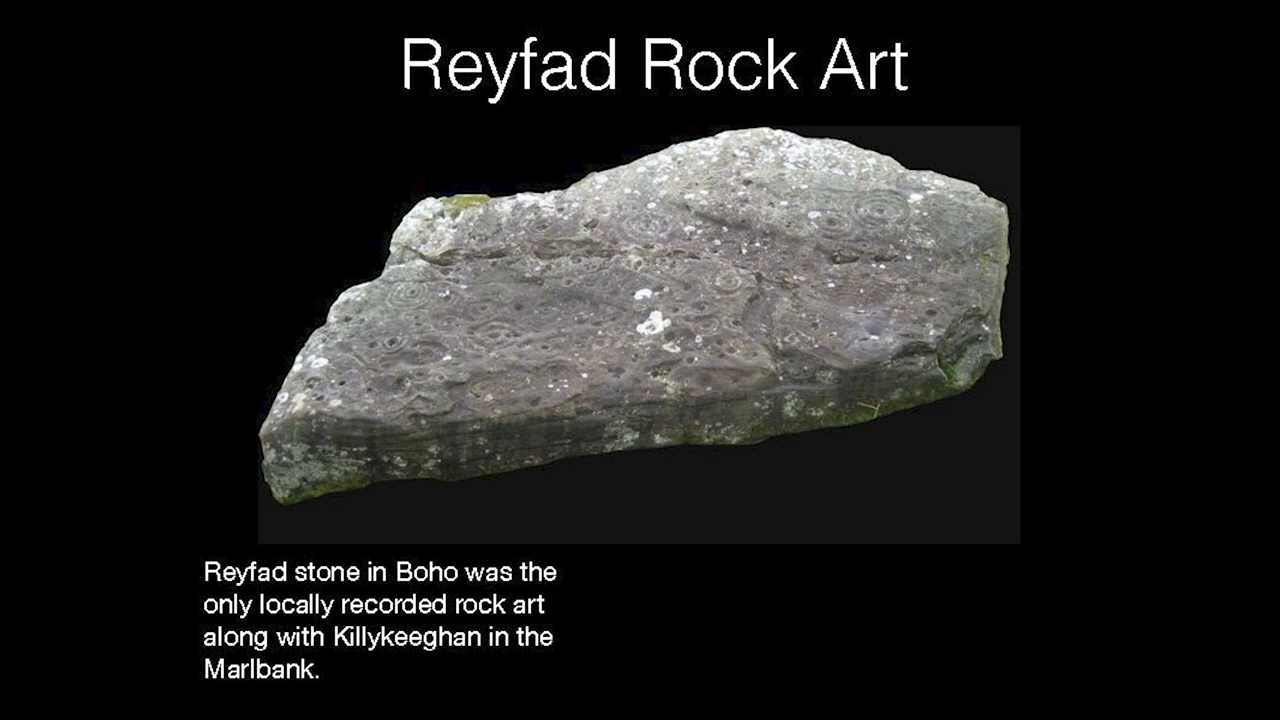 Reyfad Rock Art
Reyfad stone in Boho was the
only locally recorded rock art
along with Killykeeghan in the
Marlbank.